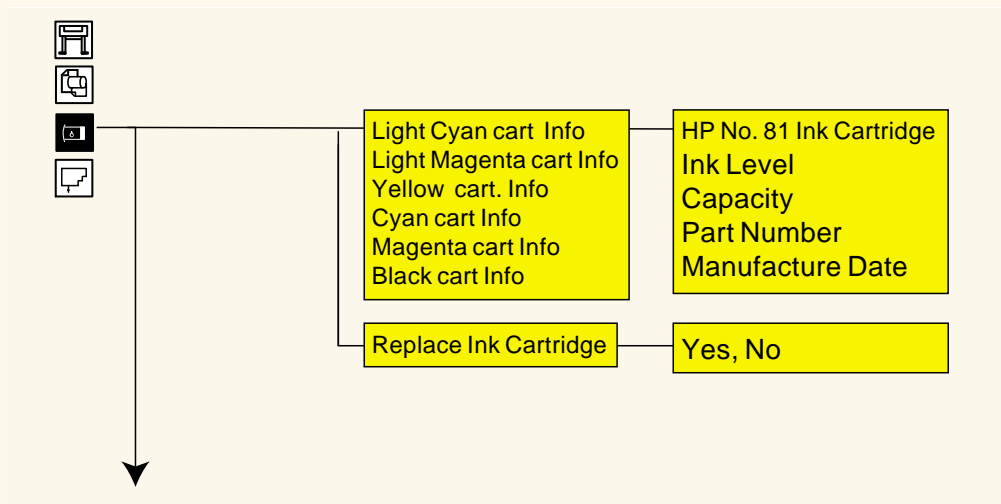 Light Cyan cart Info
Light Magenta cart Info
Yellow cart. Info
Cyan cart Info
Magenta cart Info
Black cart Info
HP No. 81 Ink Cartridge
Ink Level
Capacity
Part Number
Manufacture Date
Replace Ink Cartridge
Yes, No